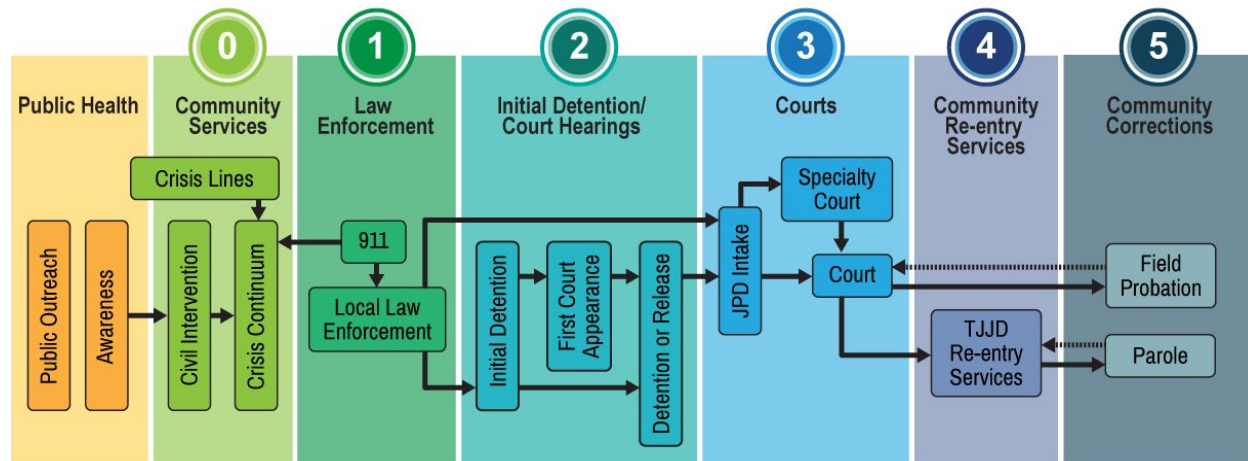 0
1
2
3
4
5
Public Health
Community
Services
Law
Enforcement
Initial Detention/
Court Hearings
Courts
Community
Re-entry
Services
Community
Corrections
Public Outreach
Awareness
Crisis Lines
Civil Intervention
Crisis Continuum
911
Local Law
Enforcement
Initial Detention
First Court
Appearance
Detention or Release
JPD Intake
Specialty
Court
Court
TJJD
Re-entry
Services
Field
Probation
Parole